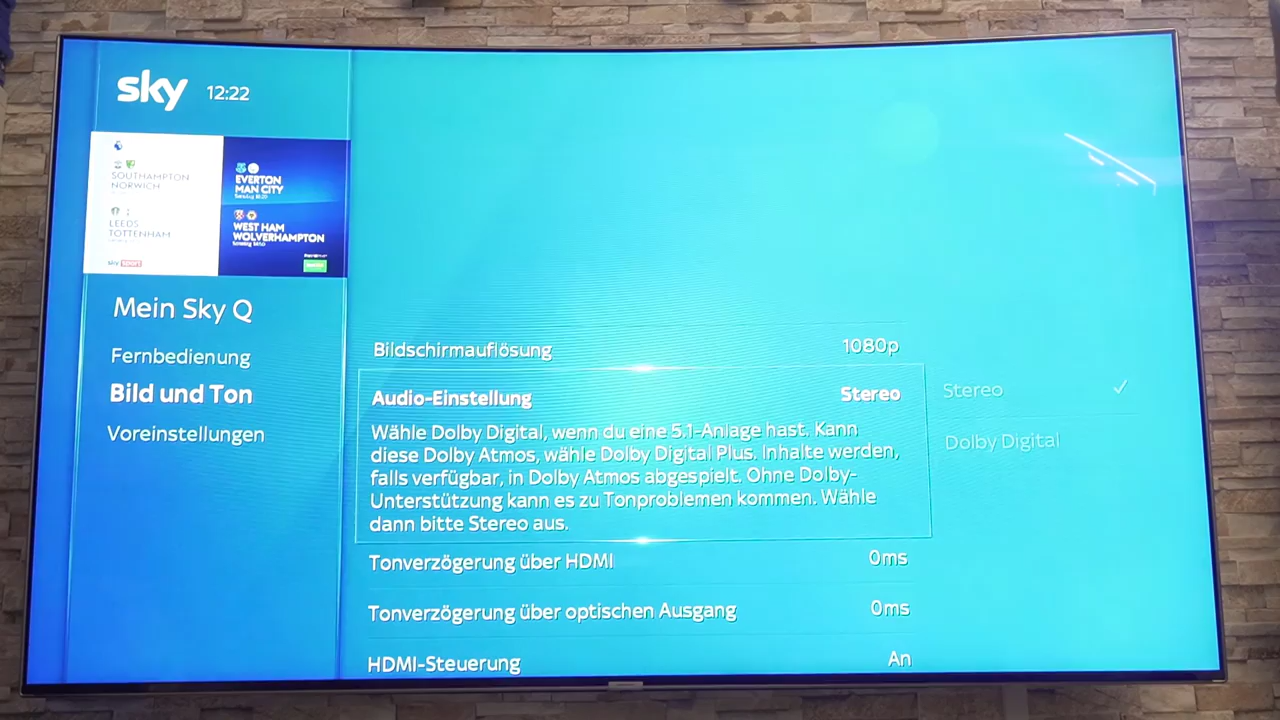 sky 12:22
SOUTHAMPTON
NORWICH
LEEDS
TOTTENHAM
sky sport
EVERTON
MAN CITY
WEST HAM
WOLVERHAMPTON
Mein Sky Q
Fernbedienung
Bild und Ton
Voreinstellungen
Bildschirmauflösung 1080p
Audio-Einstellung Stereo
Wähle Dolby Digital, wenn du eine 5.1-Anlage hast. Kann
diese Dolby Atmos, wähle Dolby Digital Plus. Inhalte werden,
falls verfügbar, in Dolby Atmos abgespielt. Ohne Dolby-
Unterstützung kann es zu Tonproblemen kommen. Wähle
dann bitte Stereo aus.
Tonverzögerung über HDMI 0ms
Tonverzögerung über optischen Ausgang 0ms
HDMI-Steuerung An
Stereo
Dolby Digital